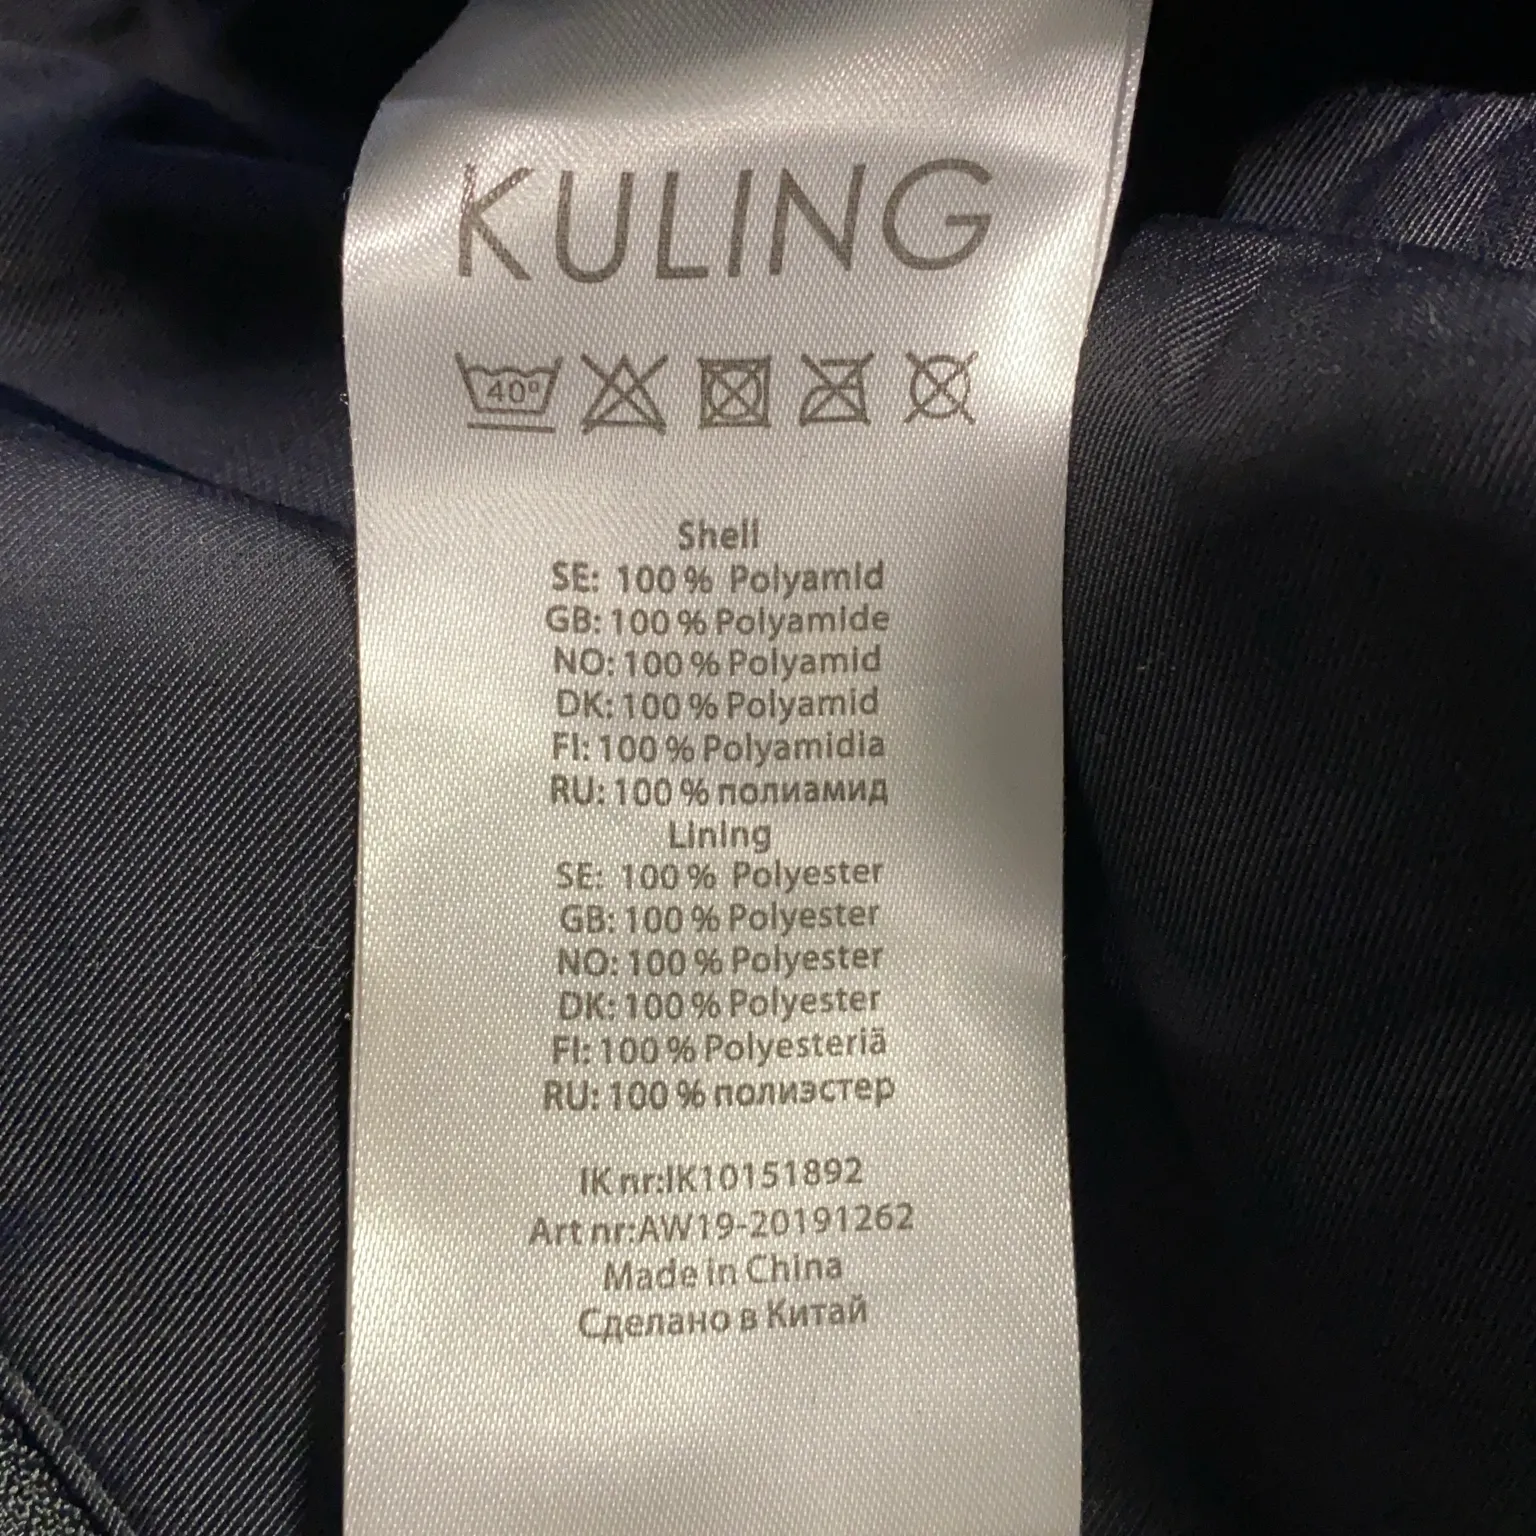 KULING
40°
Shell
SE: 100 % Polyamid
GB: 100 % Polyamide
NO: 100 % Polyamid
DK: 100 % Polyamid
FI: 100 % Polyamidia
RU: 100 % полиамид
Lining
SE: 100 % Polyester
GB: 100 % Polyester
NO: 100 % Polyester
DK: 100 % Polyester
FI: 100 % Polyesteriä
RU: 100 % полиэстер
IK nr:IK10151892
Art nr:AW19-20191262
Made in China
Сделано в Китай